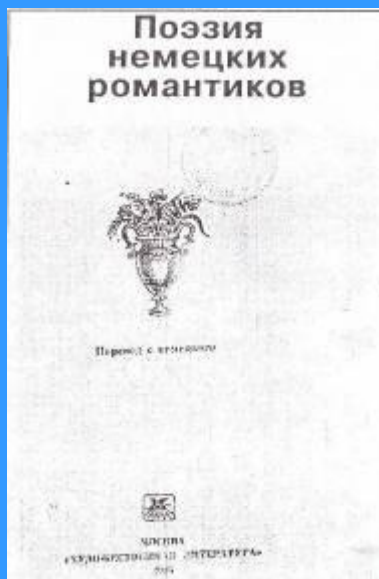 Поэзия
немецких
романтиков
Перевод с немецкого
МОСКВА
«ХУДОЖЕСТВЕННАЯ ЛИТЕРАТУРА»